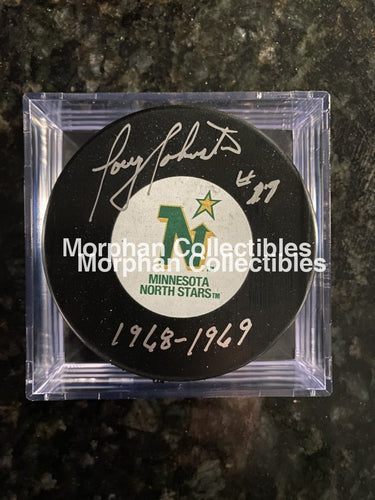 #27
Morphan Collectibles
Morphan Collectibles
MINNESOTA
NORTH STARS™
1968-1969